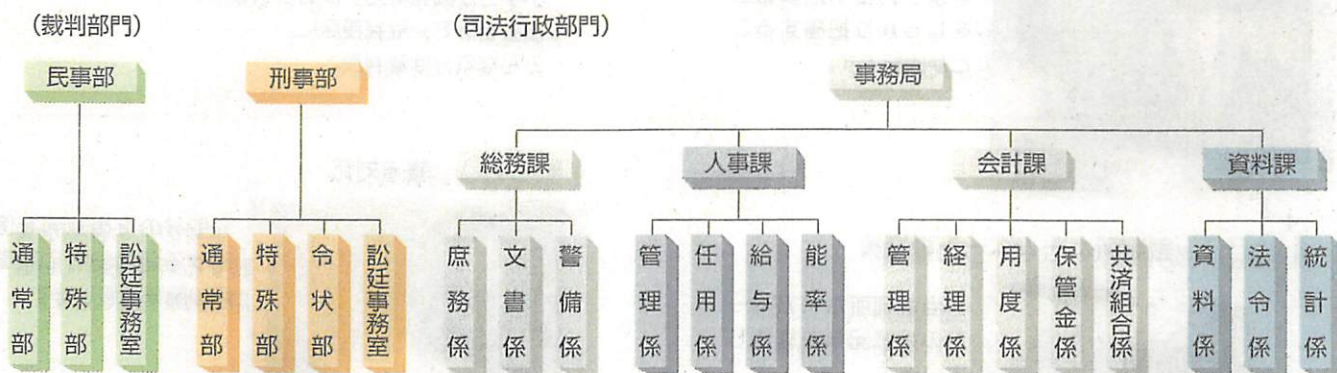 (裁判部門)
(司法行政部門)
民事部
刑事部
事務局
総務課
人事課
会計課
資料課
通常部
特殊部
訟廷事務室
通常部
特殊部
令状部
訟廷事務室
庶務係
文書係
警備係
管理係
任用係
給与係
能率係
管理係
経理係
用度係
保管金係
共済組合係
資料係
法令係
統計係